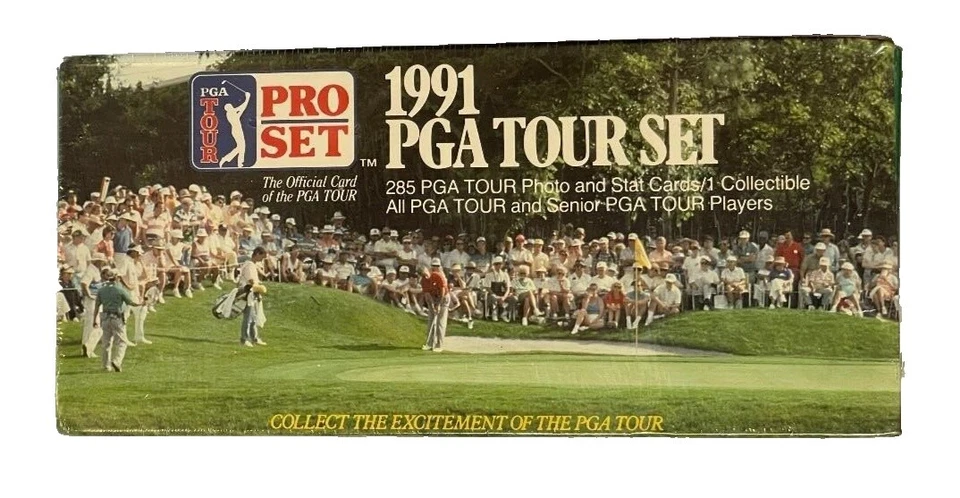 PGA
TOUR
PRO
SET
TM
The Official Card
of the PGA TOUR
1991
PGA TOUR SET
285 PGA TOUR Photo and Stat Cards/1 Collectible
All PGA TOUR and Senior PGA TOUR Players
COLLECT THE EXCITEMENT OF THE PGA TOUR